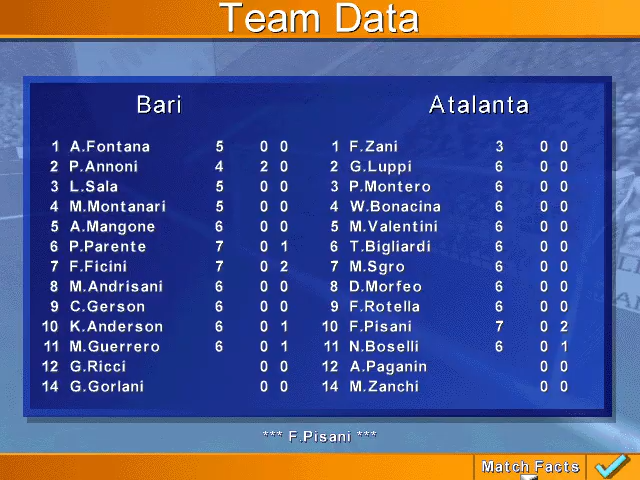 Team Data
Bari Atalanta
1 A.Fontana 5 0 0 1 F.Zani 3 0 0
2 P.Annoni 4 2 0 2 G.Luppi 6 0 0
3 L.Sala 5 0 0 3 P.Montero 6 0 0
4 M.Montanari 5 0 0 4 W.Bonacina 6 0 0
5 A.Mangone 6 0 0 5 M.Valentini 6 0 0
6 P.Parente 7 0 1 6 T.Bigliardi 6 0 0
7 F.Ficini 7 0 2 7 M.Sgro 6 0 0
8 M.Andrisani 6 0 0 8 D.Morfeo 6 0 0
9 C.Gerson 6 0 0 9 F.Rotella 6 0 0
10 K.Anderson 6 0 1 10 F.Pisani 7 0 2
11 M.Guerrero 6 0 1 11 N.Boselli 6 0 1
12 G.Ricci 0 0 12 A.Paganin 0 0
14 G.Gorlani 0 0 14 M.Zanchi 0 0
*** F.Pisani ***
Match Facts